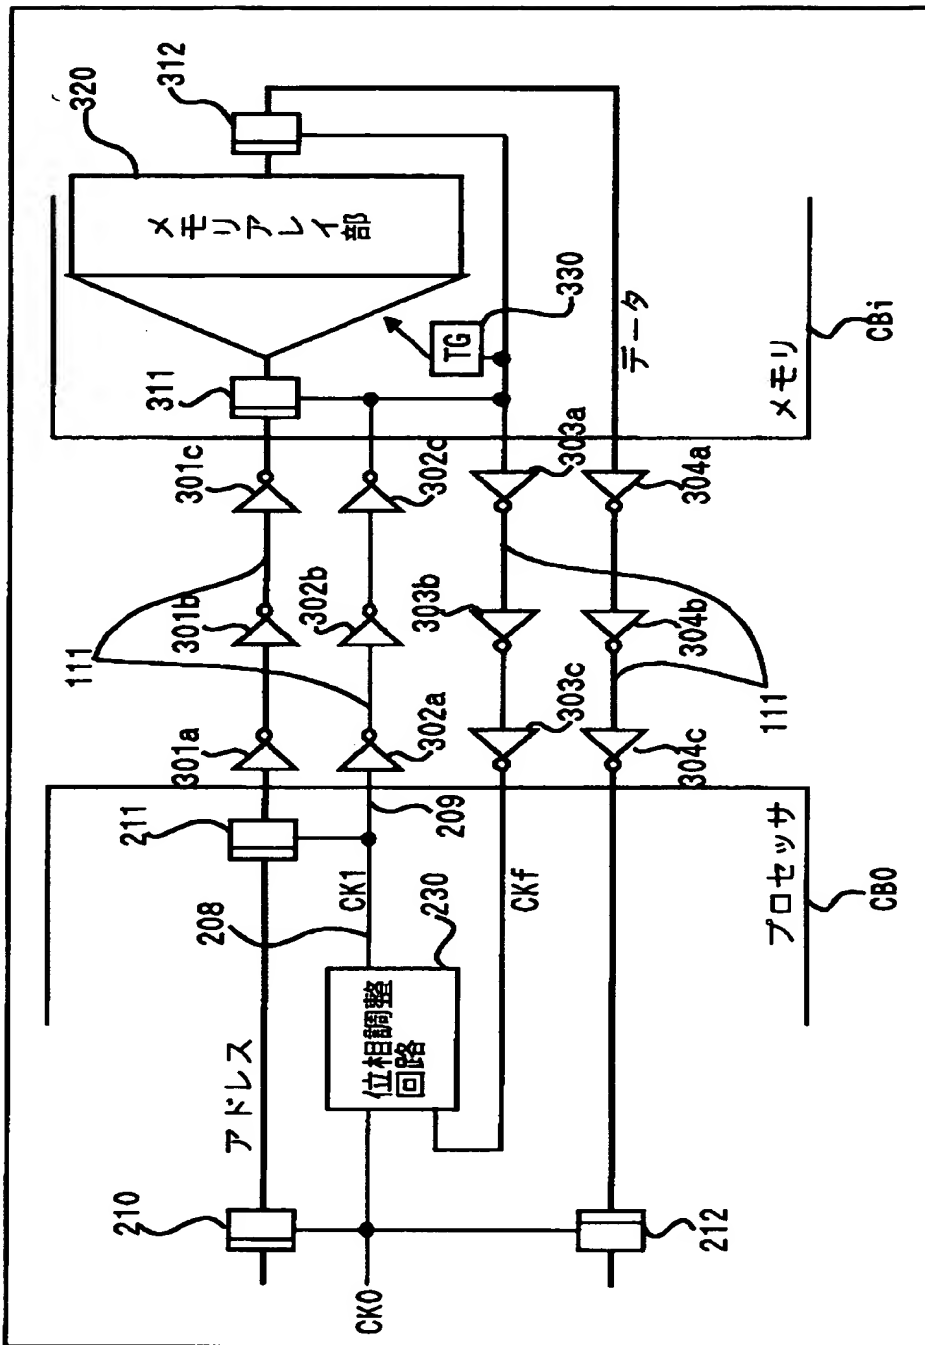 320
312
メモリアレイ部
311
TG
330
301c
302c
303a
304a
データ
メモリ
CBi
111
301b
302b
303b
304b
111
301a
302a
303c
304c
211
209
208
CK1
230
CKf
プロセッサ
CB0
アドレス
位相調整
回路
210
CK0
212